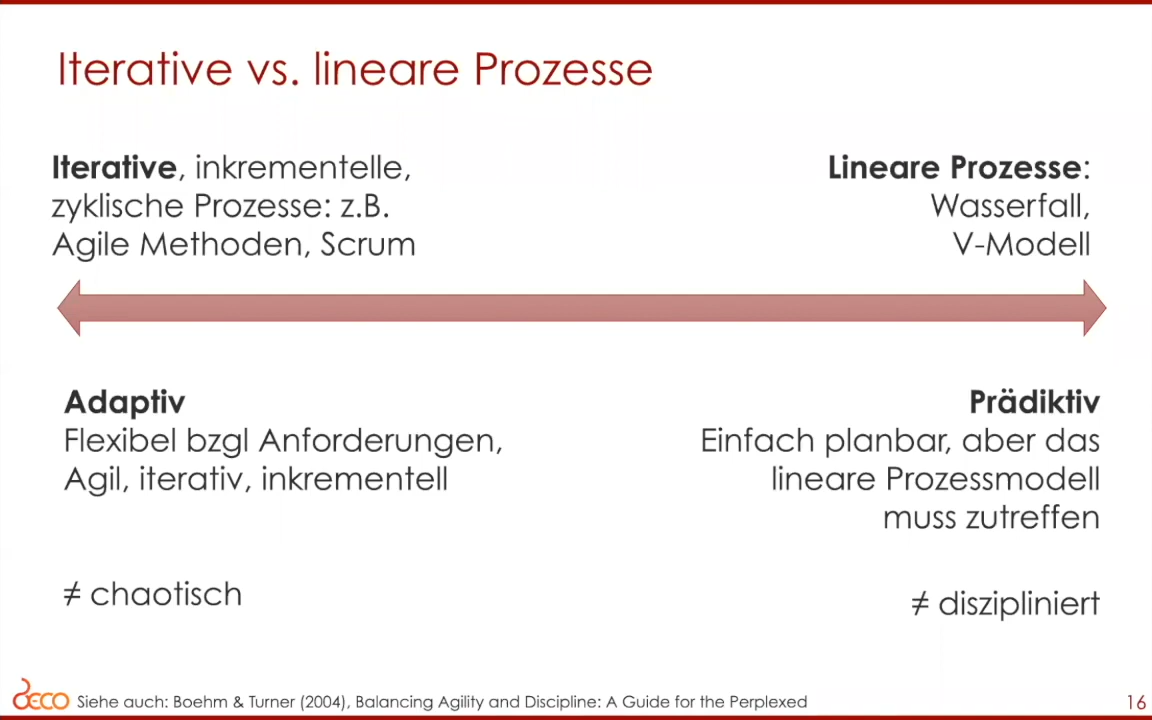 Iterative vs. lineare Prozesse
Iterative, inkrementelle,
zyklische Prozesse: z.B.
Agile Methoden, Scrum
Lineare Prozesse:
Wasserfall,
V-Modell
Adaptiv
Flexibel bzgl Anforderungen,
Agil, iterativ, inkrementell
≠ chaotisch
Prädiktiv
Einfach planbar, aber das
lineare Prozessmodell
muss zutreffen
≠ diszipliniert
DECO Siehe auch: Boehm & Turner (2004), Balancing Agility and Discipline: A Guide for the Perplexed
16